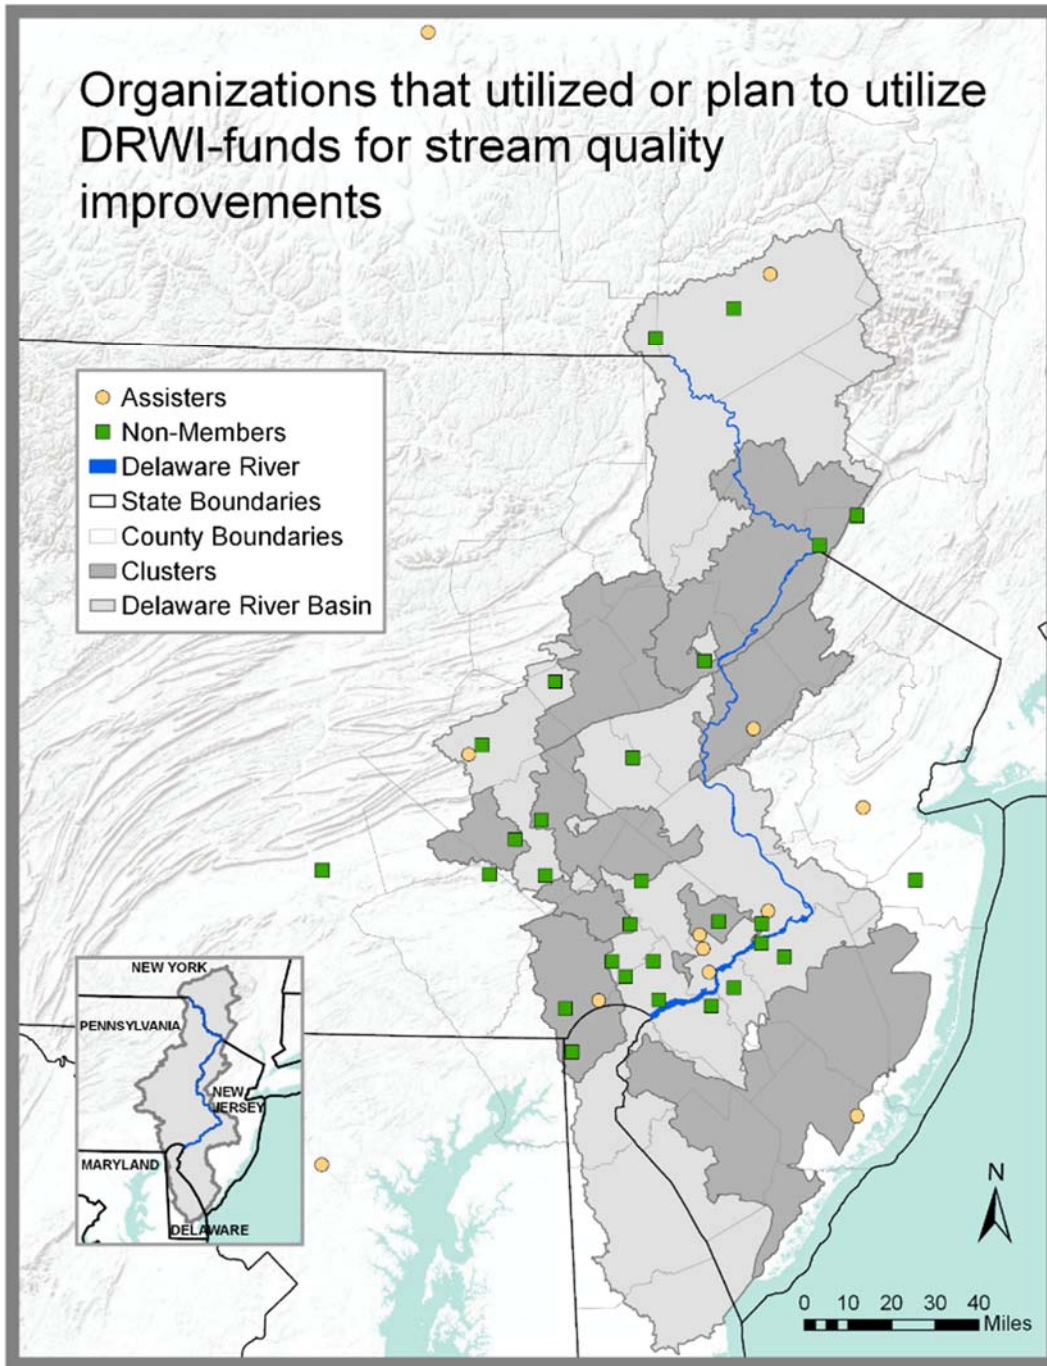 Organizations that utilized or plan to utilize
DRWI-funds for stream quality
improvements
Assisters
Non-Members
Delaware River
State Boundaries
County Boundaries
Clusters
Delaware River Basin
NEW YORK
PENNSYLVANIA
NEW
JERSEY
MARYLAND
DELAWARE
N
0 10 20 30 40
Miles